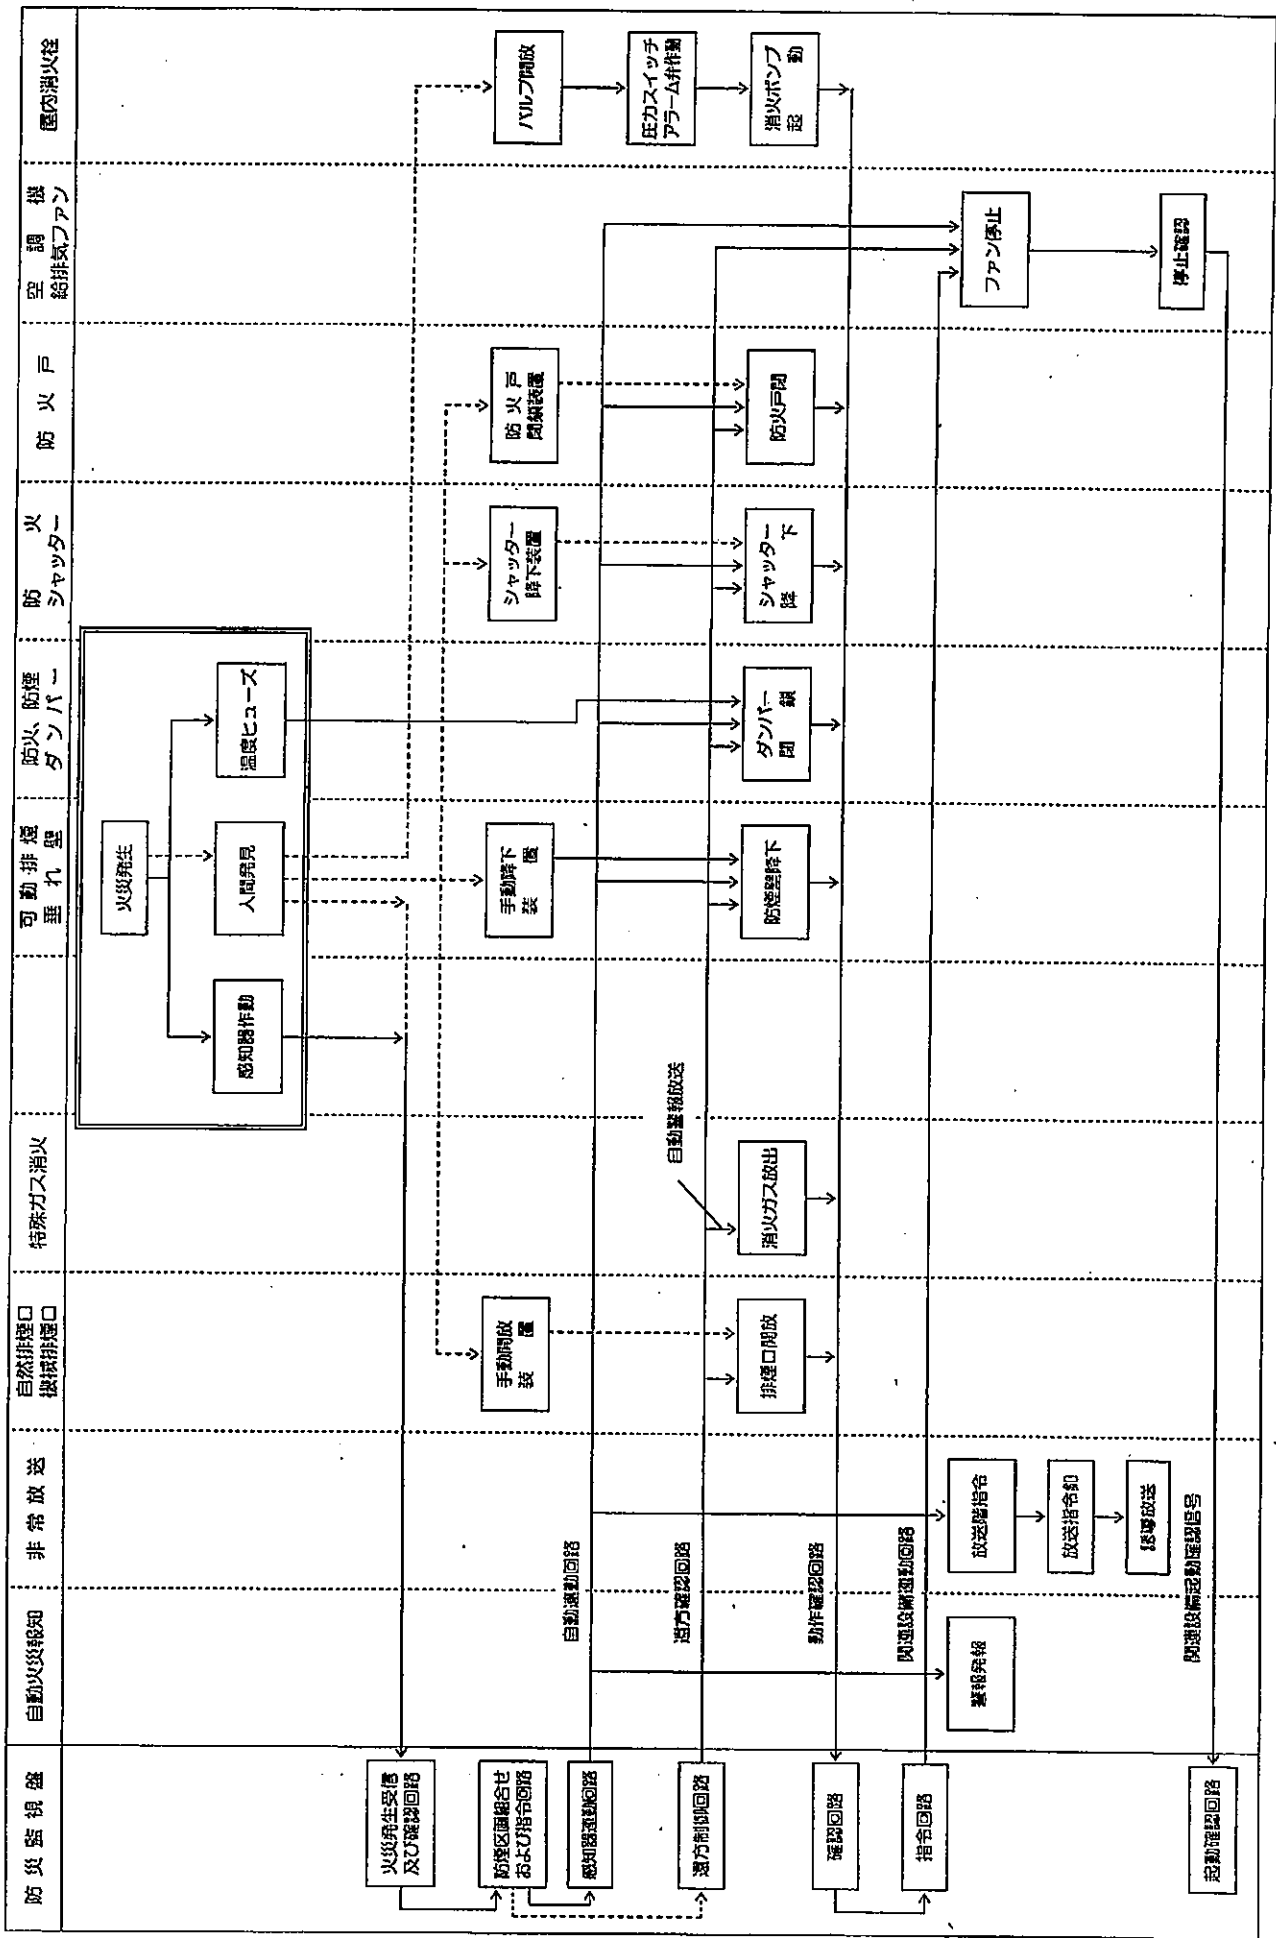 防災監視盤
自動火災報知
非常放送
自然排煙口
機械排煙口
特殊ガス消火
可動排煙
垂れ壁
防火、防煙
ダンパー
防火
シャッター
防火戸
空調機
給排気ファン
屋内消火栓
火災発生
感知器作動
人間発見
温度ヒューズ
火災発生受信
及び確認回路
防煙区画組合せ
および指令回路
手動開放
装置
手動降下
装置
シャッター
降下装置
防火戸
閉鎖装置
バルブ開放
感知器連動回路
自動連動回路
圧力スイッチ
アラーム弁作動
遠方制御回路
遠方確認回路
自動警報放送
排煙口開放
消火ガス放出
防煙壁降下
ダンパー
閉鎖
シャッター
降下
防火戸閉
消火ポンプ
起動
確認回路
動作確認回路
指令回路
関連設備連動回路
警報発報
放送階指令
放送指令卸
誘導放送
ファン停止
停止確認
起動確認回路
関連設備起動確認信号